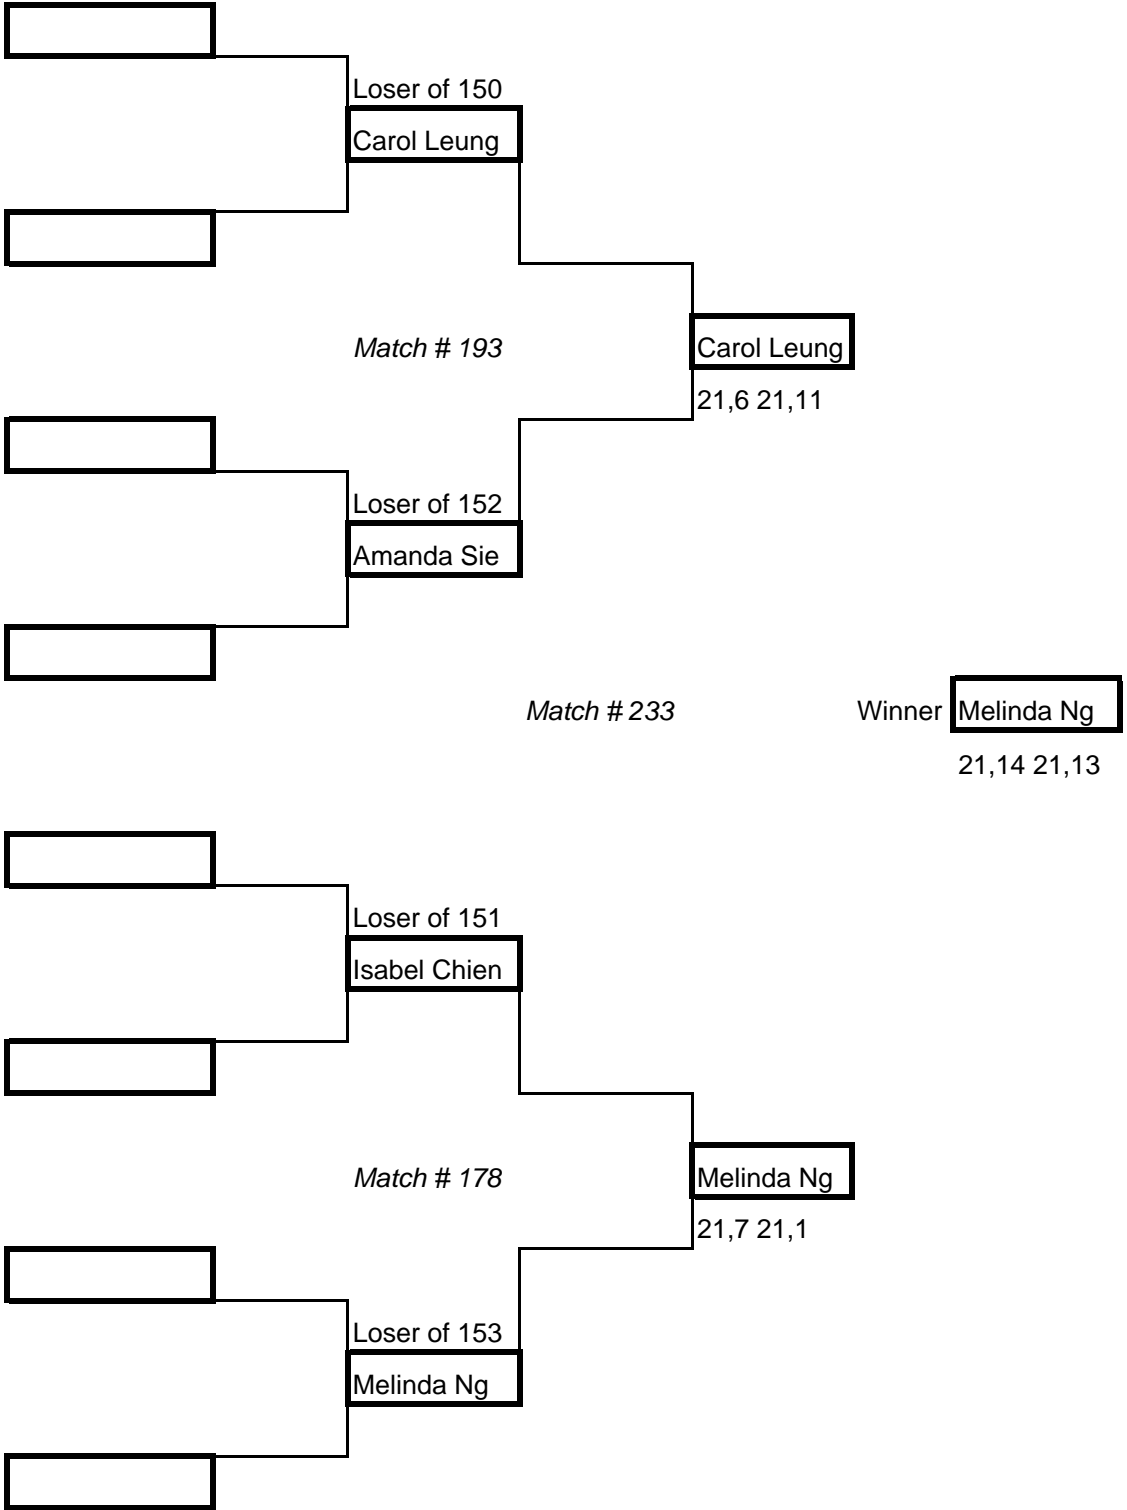 Loser of 150
Carol Leung
Match # 193
Carol Leung
21,6 21,11
Loser of 152
Amanda Sie
Match # 233
Winner
Melinda Ng
21,14 21,13
Loser of 151
Isabel Chien
Match # 178
Melinda Ng
21,7 21,1
Loser of 153
Melinda Ng